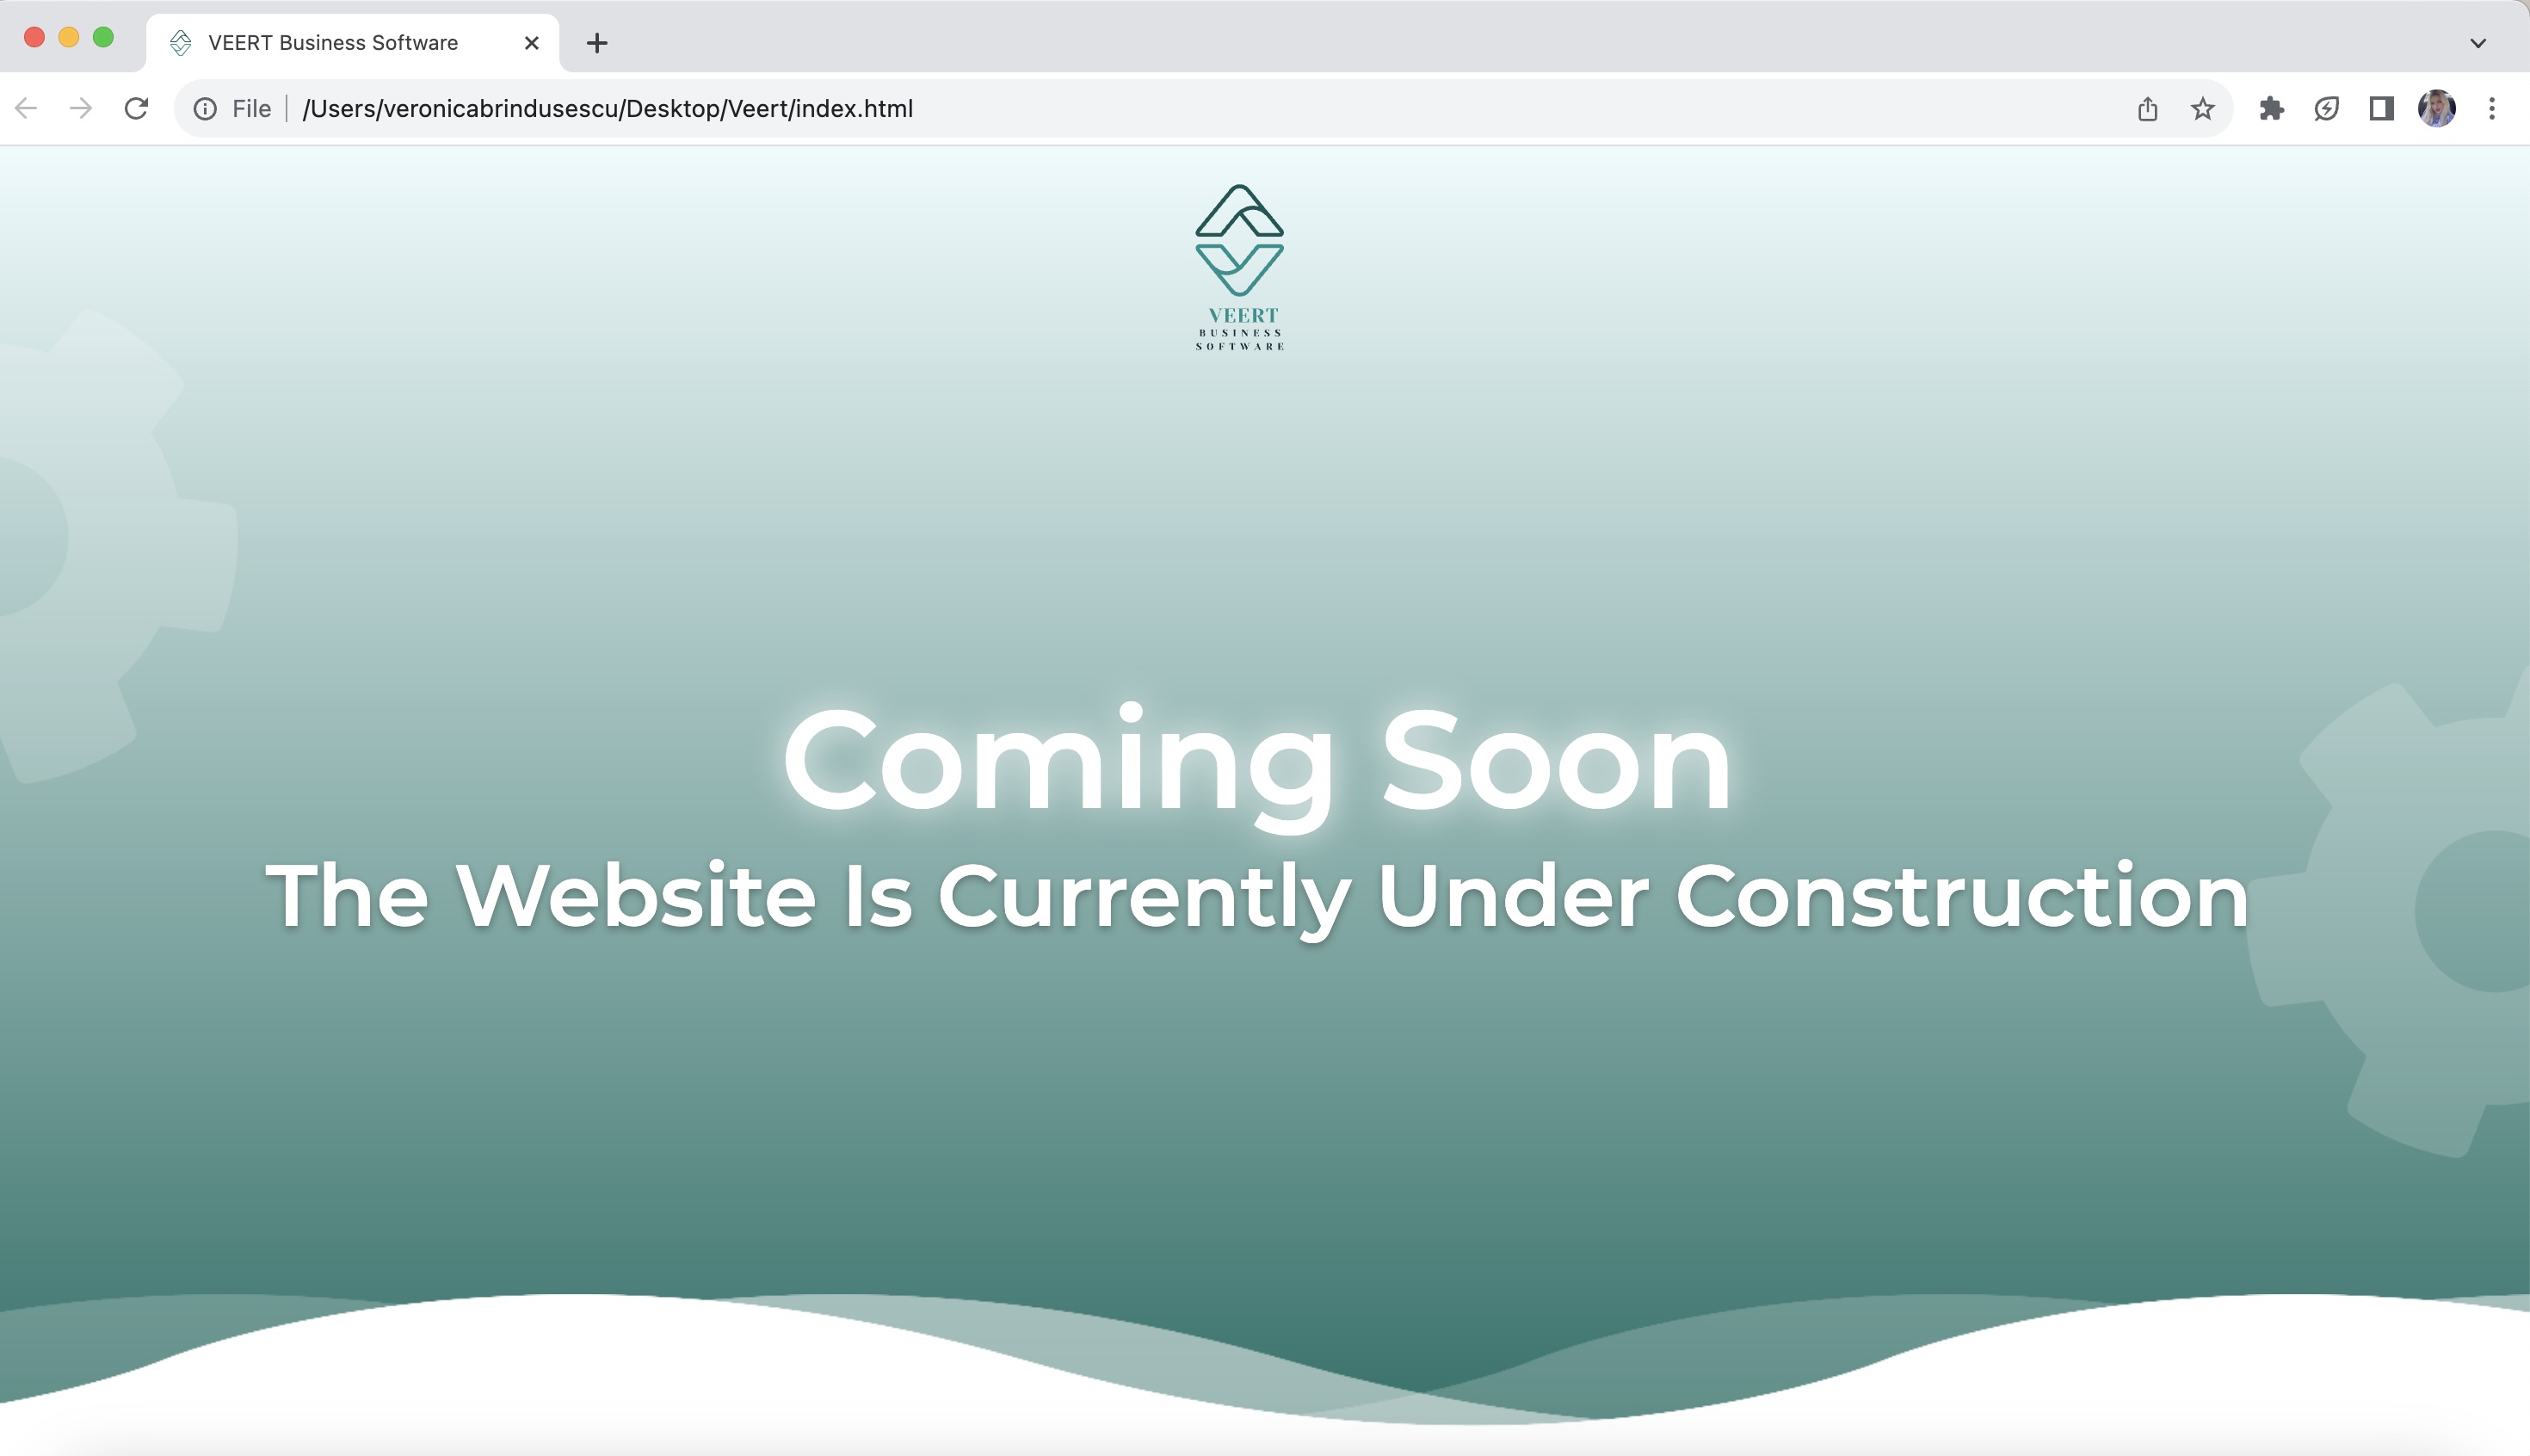 VEERT Business Software
File
/Users/veronicabrindusescu/Desktop/Veert/index.html
VEERT
BUSINESS
SOFTWARE
Coming Soon
The Website Is Currently Under Construction